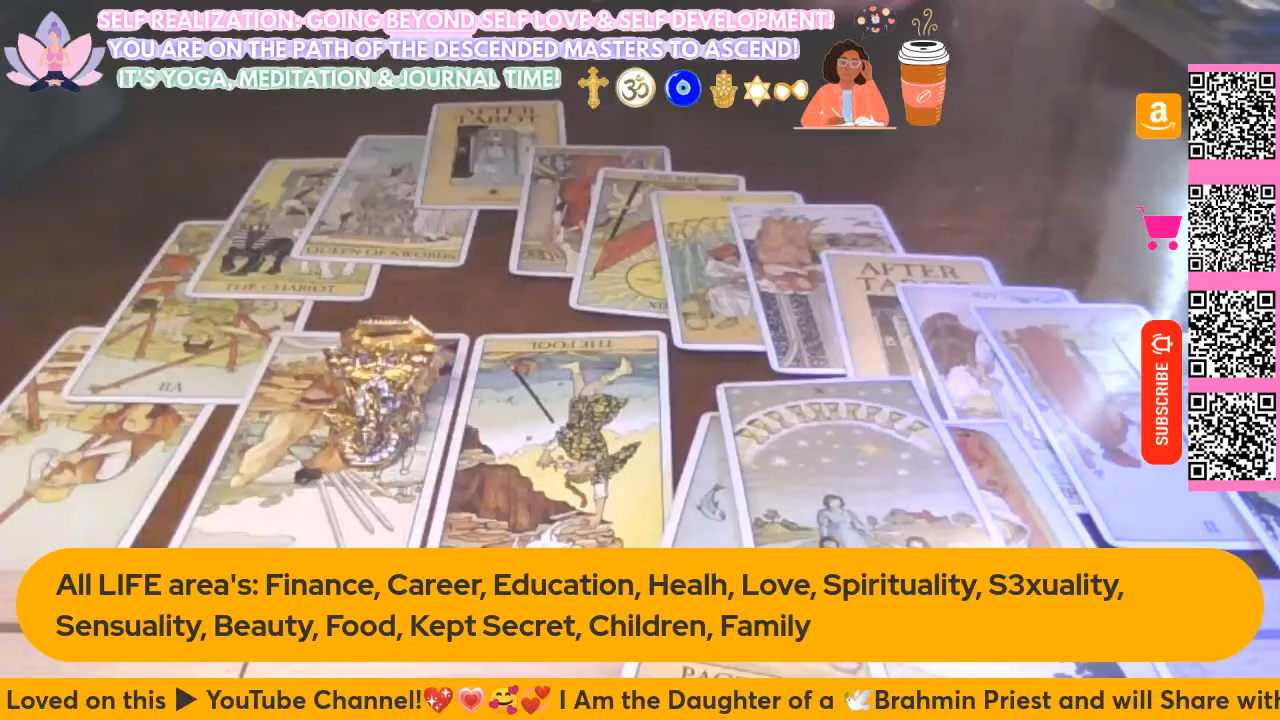 SELF REALIZATION: GOING BEYOND SELF LOVE & SELF DEVELOPMENT!
YOU ARE ON THE PATH OF THE DESCENDED MASTERS TO ASCEND!
IT'S YOGA, MEDITATION & JOURNAL TIME!
a
AFTER
TAROT
QUEEN OF SWORDS
THE CHARIOT
AFTER
VII
THE FOOL
SUBSCRIBE
All LIFE area's: Finance, Career, Education, Healh, Love, Spirituality, S3xuality,
Sensuality, Beauty, Food, Kept Secret, Children, Family
Loved on this ▶ YouTube Channel!💖💗🥰💞 I Am the Daughter of a 🕊️Brahmin Priest and will Share with